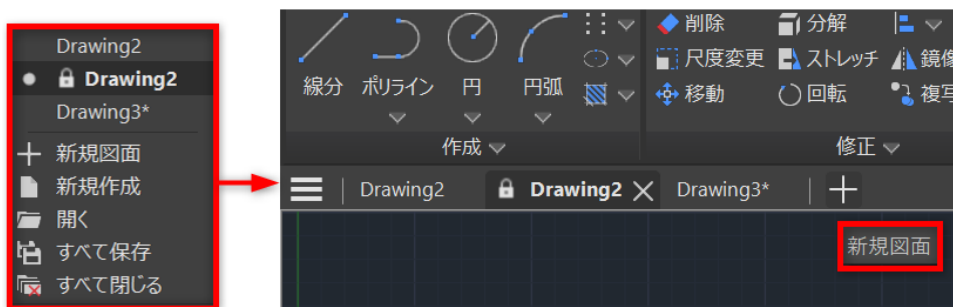 Drawing2
Drawing2
Drawing3*
新規図面
新規作成
開く
すべて保存
すべて閉じる
線分 ポリライン 円 円弧
作成
削除 分解
尺度変更 ストレッチ 鏡像
移動 回転 複写
修正
Drawing2 Drawing2 Drawing3*
新規図面